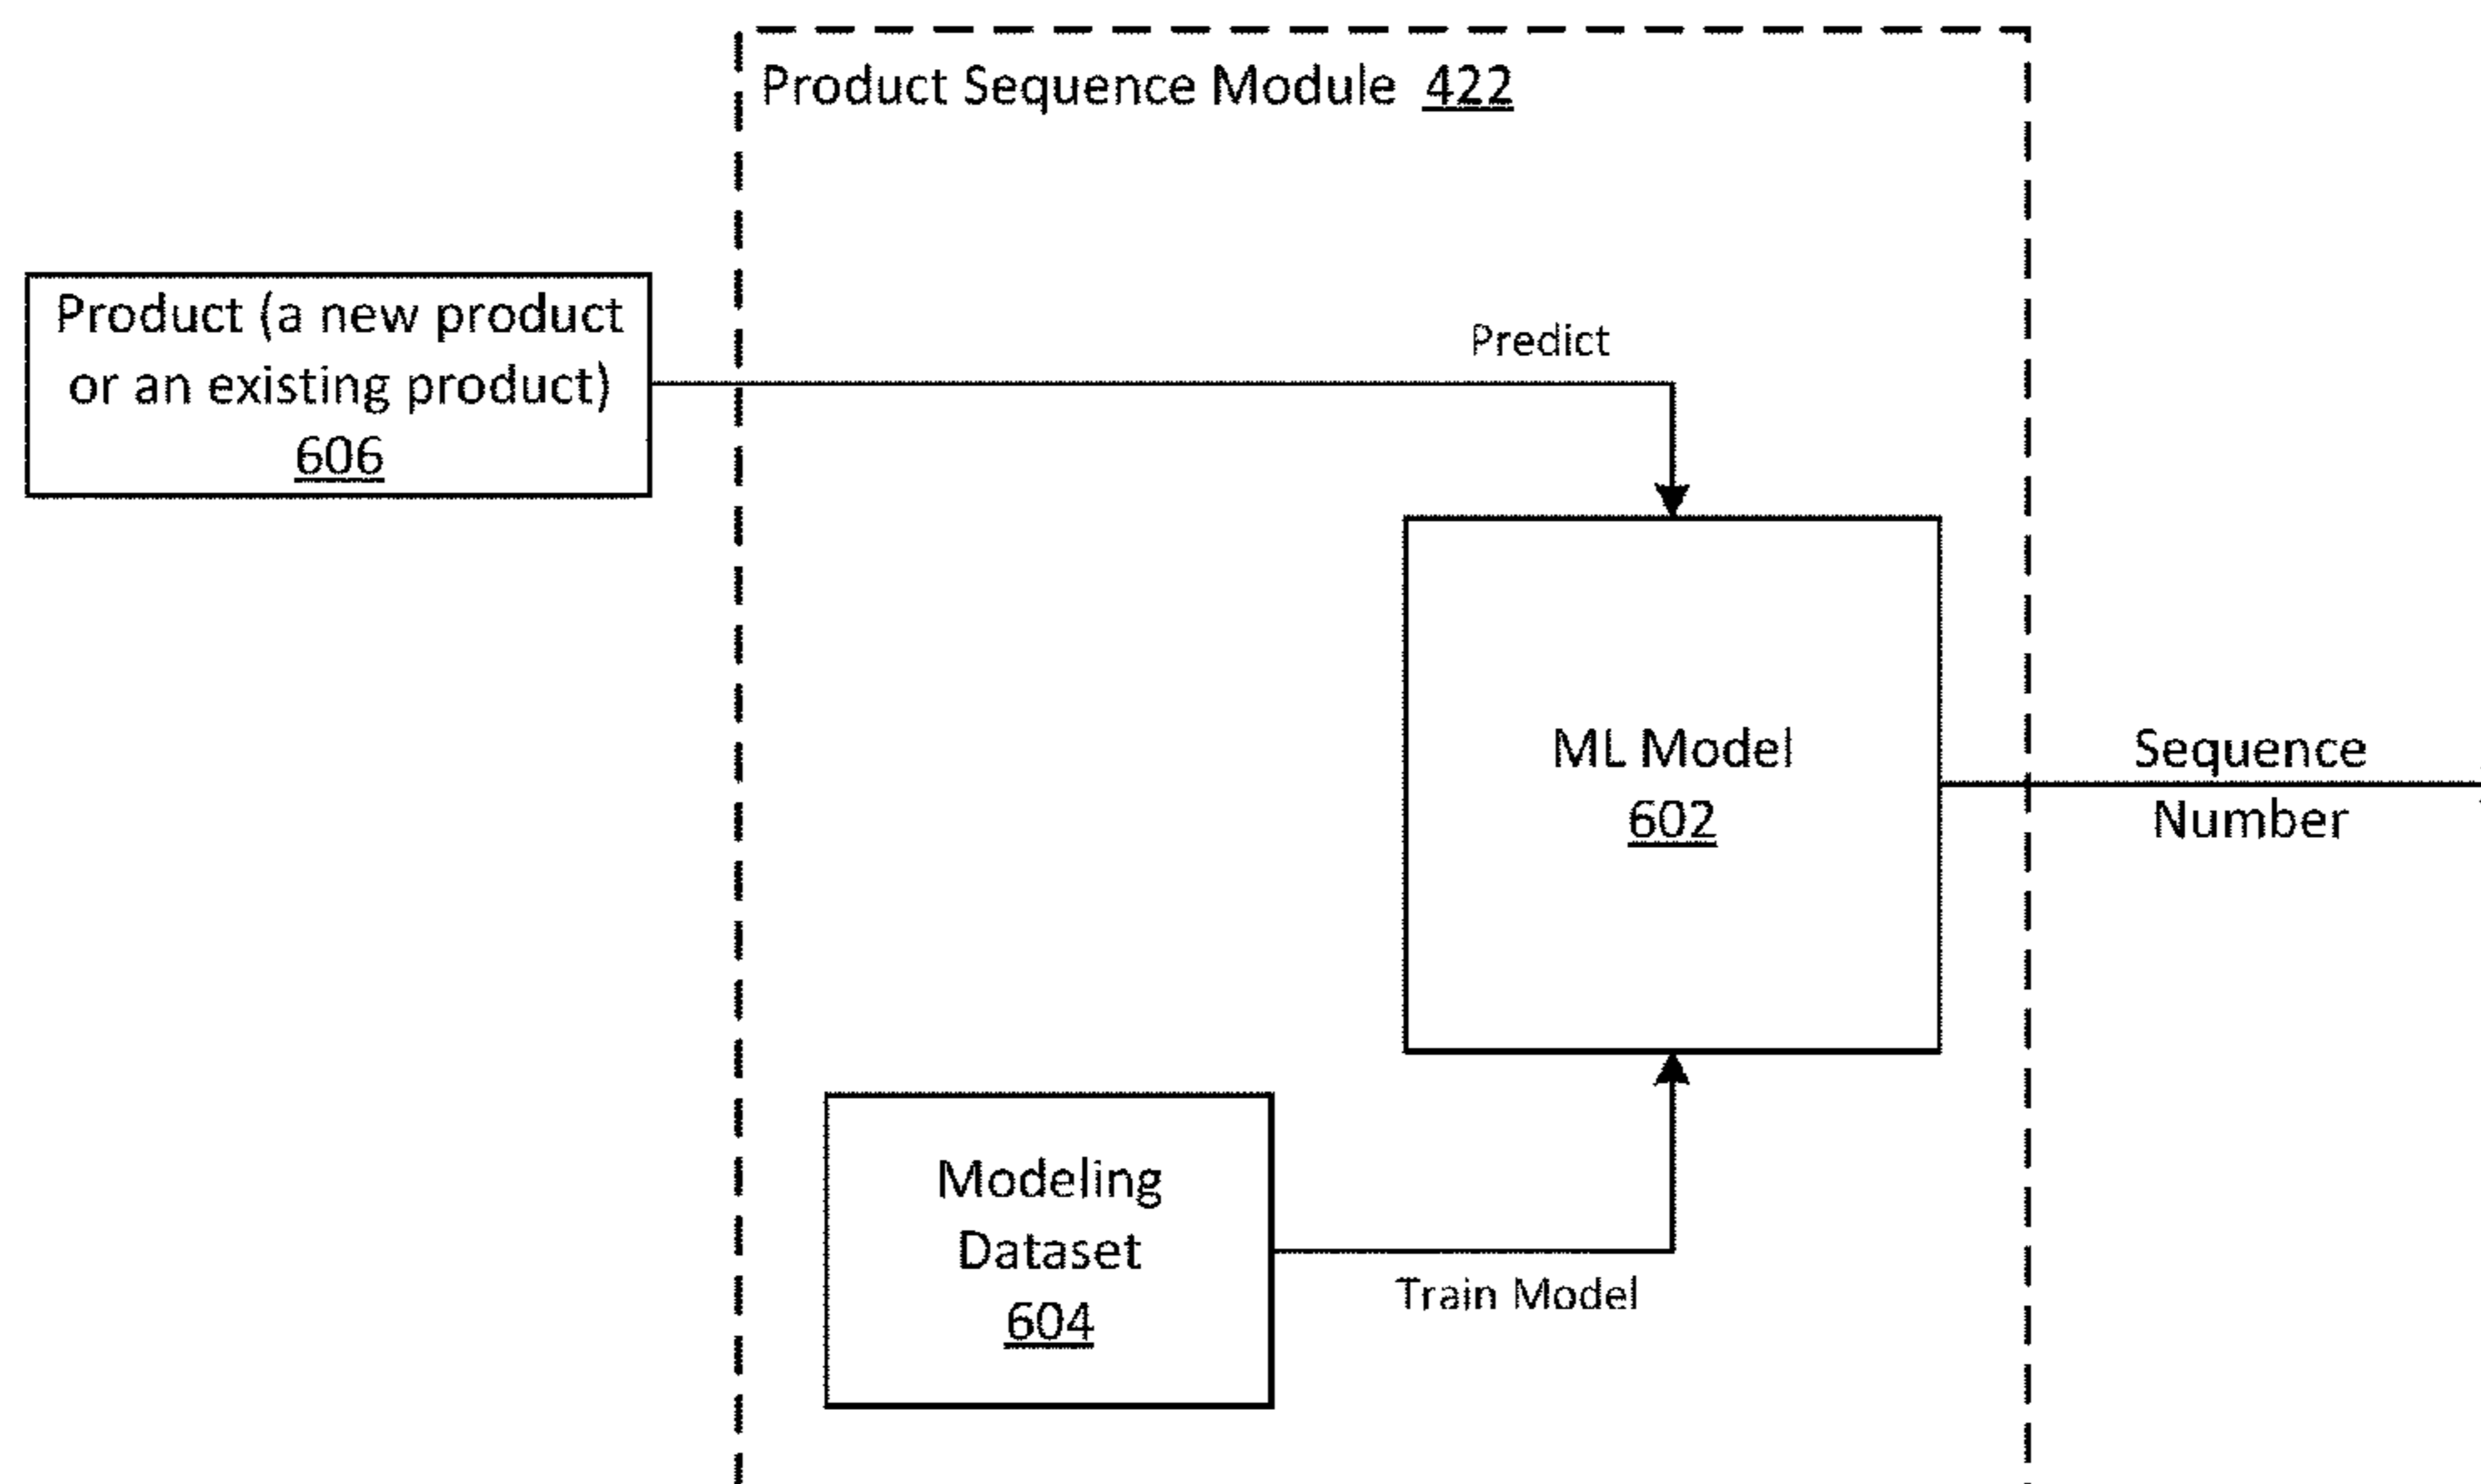 Product Sequence Module 422
Product (a new product
or an existing product)
606
Predict
ML Model
602
Sequence
Number
Modeling
Dataset
604
Train Model